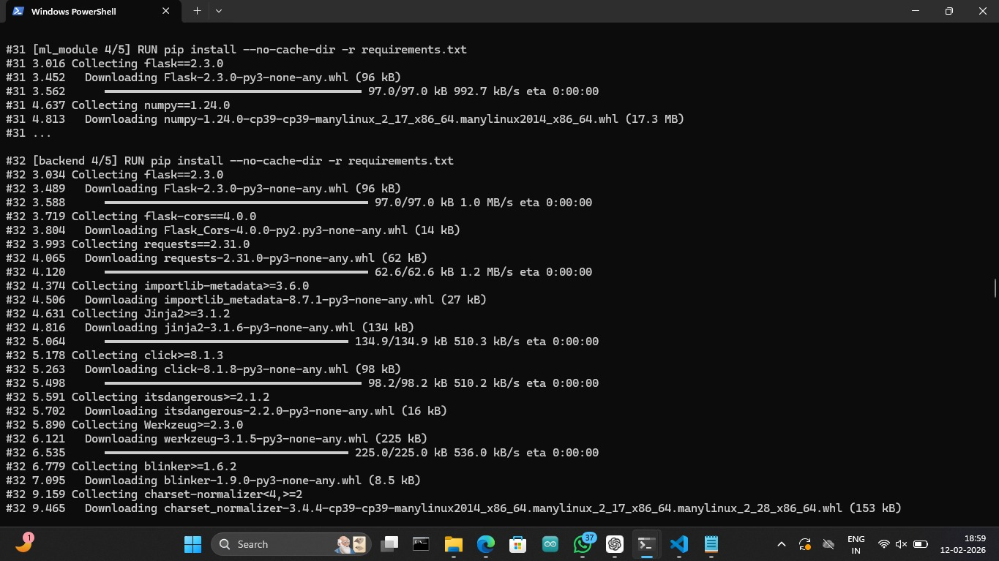 Windows PowerShell
#31 [ml_module 4/5] RUN pip install --no-cache-dir -r requirements.txt
#31 3.016 Collecting flask==2.3.0
#31 3.452   Downloading Flask-2.3.0-py3-none-any.whl (96 kB)
#31 3.562      97.0/97.0 kB 992.7 kB/s eta 0:00:00
#31 4.637 Collecting numpy==1.24.0
#31 4.813   Downloading numpy-1.24.0-cp39-cp39-manylinux_2_17_x86_64.manylinux2014_x86_64.whl (17.3 MB)
#31 ...
#32 [backend 4/5] RUN pip install --no-cache-dir -r requirements.txt
#32 3.034 Collecting flask==2.3.0
#32 3.489   Downloading Flask-2.3.0-py3-none-any.whl (96 kB)
#32 3.588      97.0/97.0 kB 1.0 MB/s eta 0:00:00
#32 3.719 Collecting flask-cors==4.0.0
#32 3.804   Downloading Flask_Cors-4.0.0-py2.py3-none-any.whl (14 kB)
#32 3.993 Collecting requests==2.31.0
#32 4.065   Downloading requests-2.31.0-py3-none-any.whl (62 kB)
#32 4.120      62.6/62.6 kB 1.2 MB/s eta 0:00:00
#32 4.374 Collecting importlib-metadata>=3.6.0
#32 4.506   Downloading importlib_metadata-8.7.1-py3-none-any.whl (27 kB)
#32 4.631 Collecting Jinja2>=3.1.2
#32 4.816   Downloading jinja2-3.1.6-py3-none-any.whl (134 kB)
#32 5.064      134.9/134.9 kB 510.3 kB/s eta 0:00:00
#32 5.178 Collecting click>=8.1.3
#32 5.263   Downloading click-8.1.8-py3-none-any.whl (98 kB)
#32 5.498      98.2/98.2 kB 510.2 kB/s eta 0:00:00
#32 5.591 Collecting itsdangerous>=2.1.2
#32 5.702   Downloading itsdangerous-2.2.0-py3-none-any.whl (16 kB)
#32 5.890 Collecting Werkzeug>=2.3.0
#32 6.121   Downloading werkzeug-3.1.5-py3-none-any.whl (225 kB)
#32 6.535      225.0/225.0 kB 536.0 kB/s eta 0:00:00
#32 6.779 Collecting blinker>=1.6.2
#32 7.095   Downloading blinker-1.9.0-py3-none-any.whl (8.5 kB)
#32 9.159 Collecting charset-normalizer<4,>=2
#32 9.465   Downloading charset_normalizer-3.4.4-cp39-cp39-manylinux2014_x86_64.manylinux_2_17_x86_64.manylinux_2_28_x86_64.whl (153 kB)
1
Search
37
ENG
IN
18:59
12-02-2026